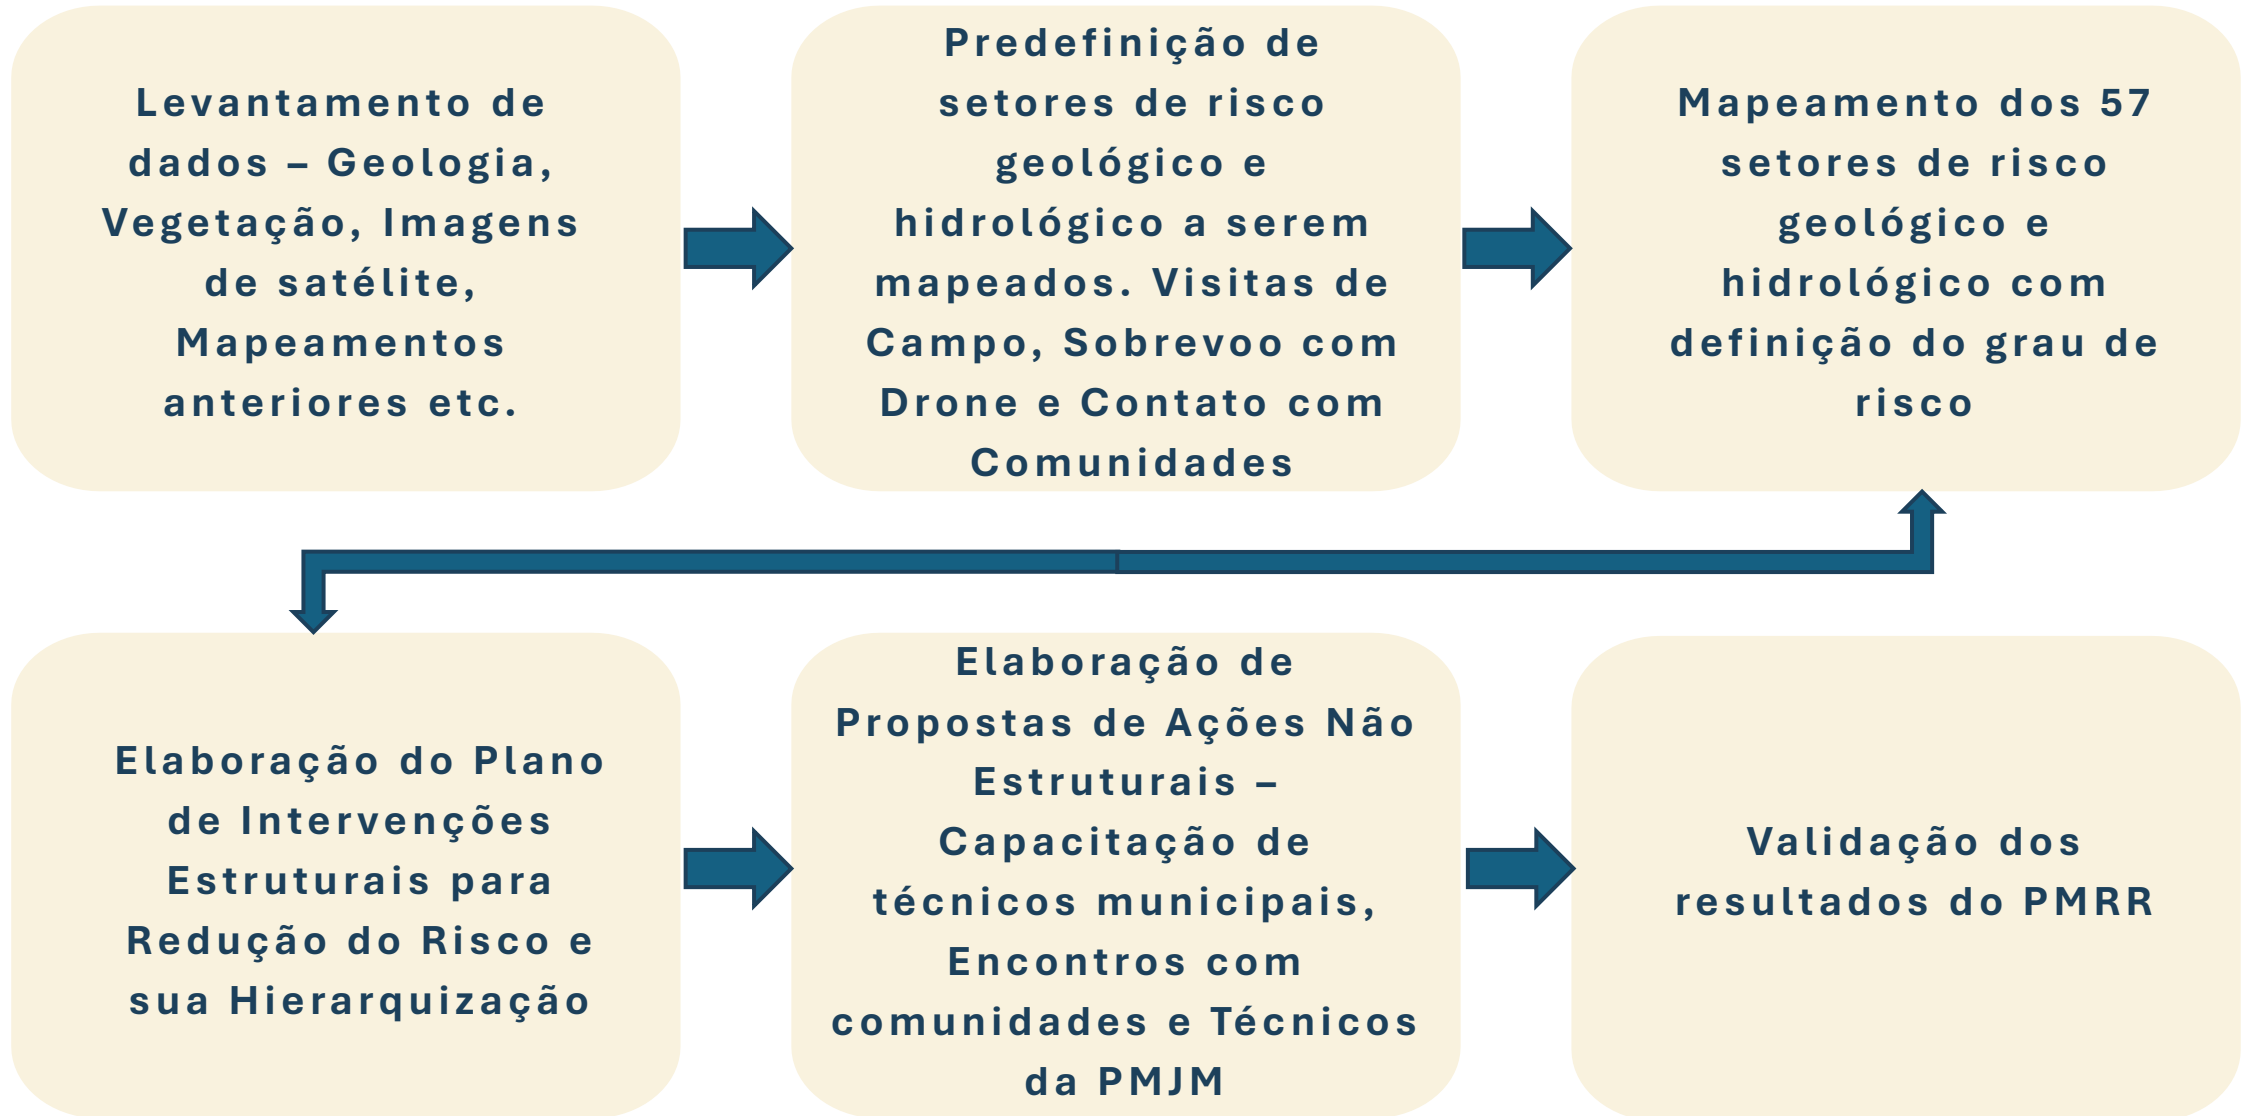 Levantamento de
dados – Geologia,
Vegetação, Imagens
de satélite,
Mapeamentos
anteriores etc.
Predefinição de
setores de risco
geológico e
hidrológico a serem
mapeados. Visitas de
Campo, Sobrevoo com
Drone e Contato com
Comunidades
Mapeamento dos 57
setores de risco
geológico e
hidrológico com
definição do grau de
risco
Elaboração do Plano
de Intervenções
Estruturais para
Redução do Risco e
sua Hierarquização
Elaboração de
Propostas de Ações Não
Estruturais –
Capacitação de
técnicos municipais,
Encontros com
comunidades e Técnicos
da PMJM
Validação dos
resultados do PMRR